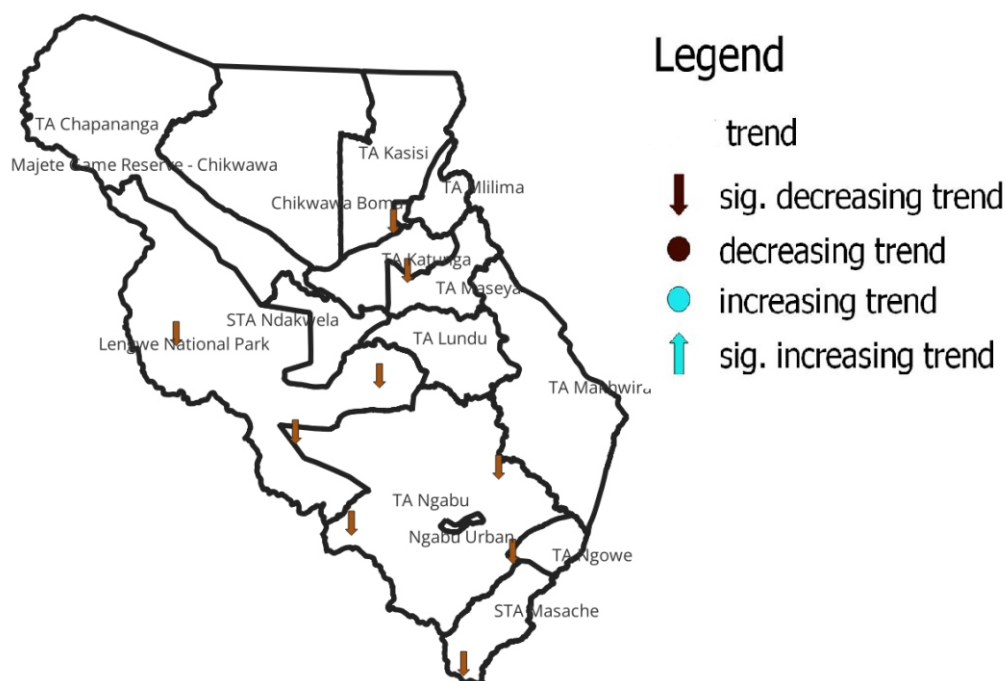 Legend
trend
sig. decreasing trend
decreasing trend
increasing trend
sig. increasing trend
TA Chapananga
TA Kasisi
Majete Game Reserve - Chikwawa
TA Mlilima
Chikwawa Boma
TA Katunga
TA Maseya
STA Ndakwela
TA Lundu
Lengwe National Park
TA Makhwira
TA Ngabu
Ngabu Urban
TA Ngowe
STA Masache